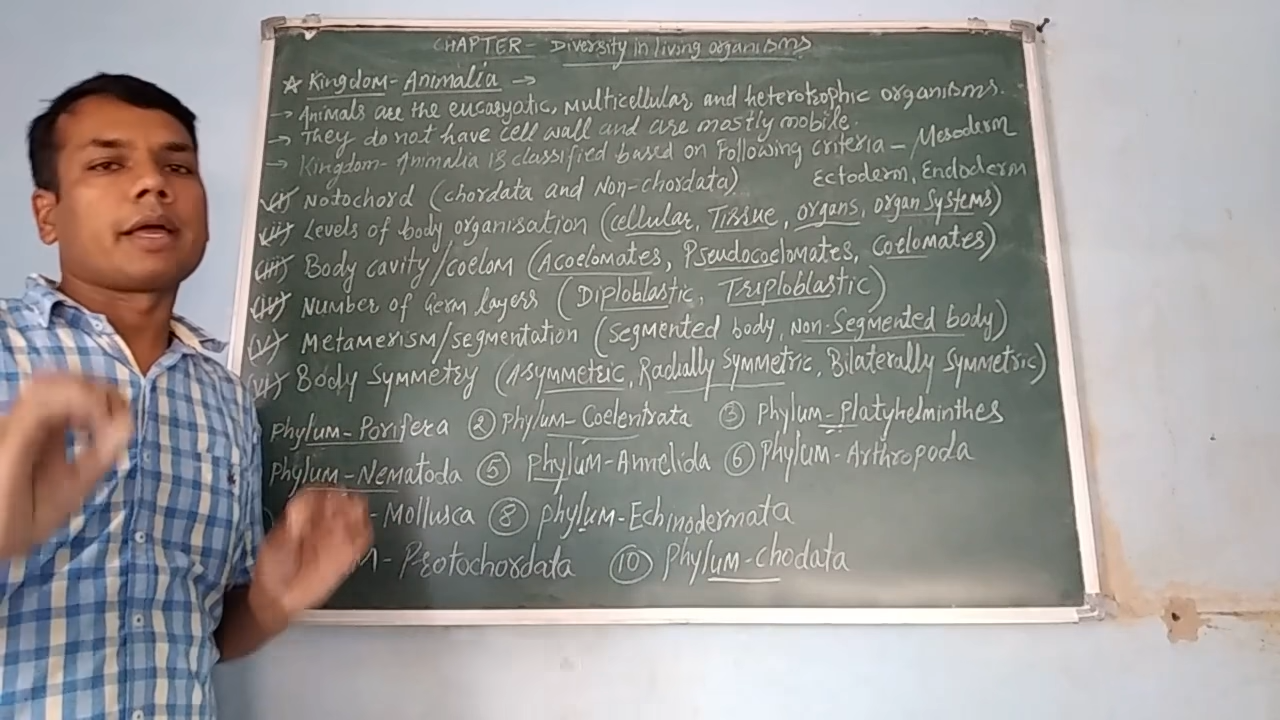 CHAPTER - Diversity in living organisms
☆ Kingdom - Animalia →
→ Animals are the eucaryatic, multicellular and heterotrophic organisms.
→ They do not have cell wall and are mostly mobile.
→ Kingdom - Animalia is classified based on following criteria - Mesoderm
Ectoderm, Endoderm
(i) Notochord (chordata and Non-chordata)
(ii) Levels of body organisation (cellular, Tissue, organs, organ Systems)
(iii) Body cavity/coelom (Acoelomates, Pseudocoelomates, Coelomates)
(iv) Number of Germ layers (Diploblastic, Triploblastic)
(v) Metamerism/segmentation (segmented body, Non-Segmented body)
(vi) Body Symmetry (Asymmetric, Radially Symmetric, Bilaterally Symmetric)
Phylum - Porifera ② Phylum - Coelentrata ③ Phylum - Platyhelminthes
Phylum - Nematoda ⑤ Phylum - Annelida ⑥ Phylum - Arthropoda
- Mollusca ⑧ Phylum - Echinodermata
M - Protochordata ⑩ Phylum - chodata